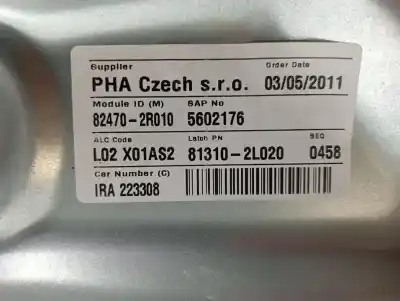 Supplier Order Date
PHA Czech s.r.o. 03/05/2011
Module ID (M) SAP No
82470-2R010 5602176
ALC Code Latch PN SEQ
L02 X01AS2 81310-2L020 0458
Car Number (C)
IRA 223308